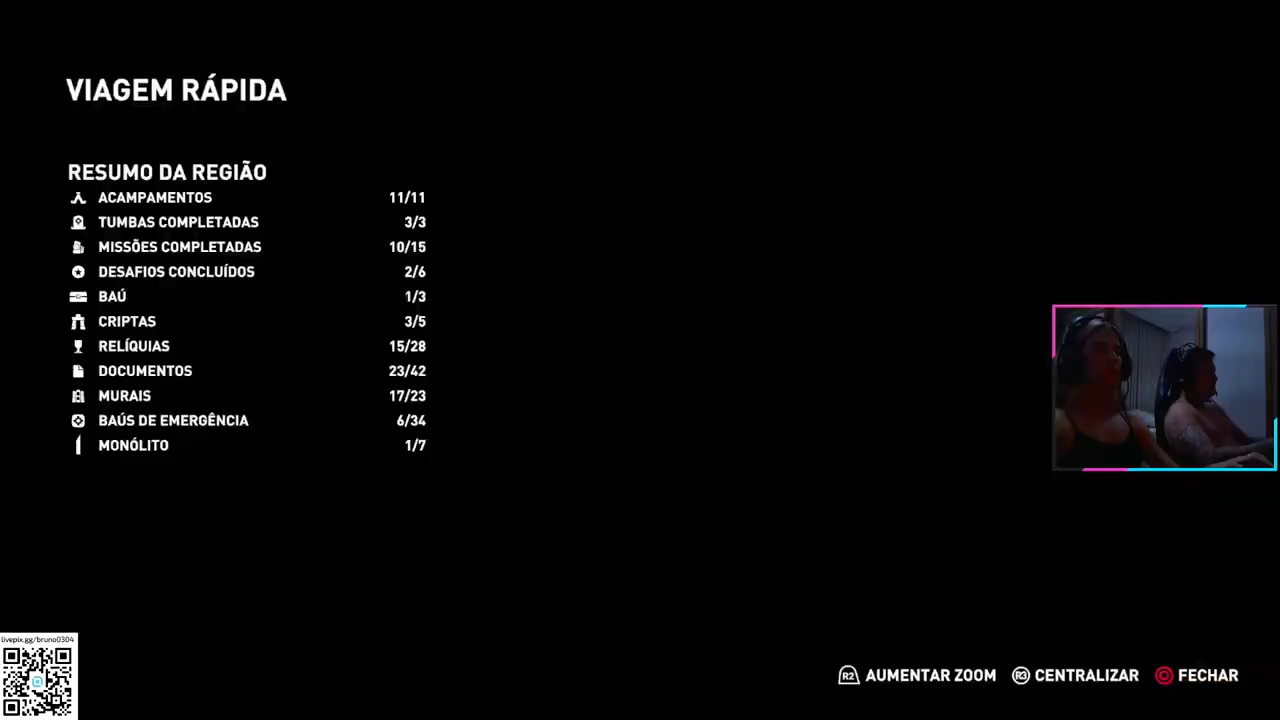 VIAGEM RÁPIDA
RESUMO DA REGIÃO
ACAMPAMENTOS 11/11
TUMBAS COMPLETADAS 3/3
MISSÕES COMPLETADAS 10/15
DESAFIOS CONCLUÍDOS 2/6
BAÚ 1/3
CRIPTAS 3/5
RELÍQUIAS 15/28
DOCUMENTOS 23/42
MURAIS 17/23
BAÚS DE EMERGÊNCIA 6/34
MONÓLITO 1/7
livepix.gg/bruno0304
R2 AUMENTAR ZOOM R3 CENTRALIZAR FECHAR